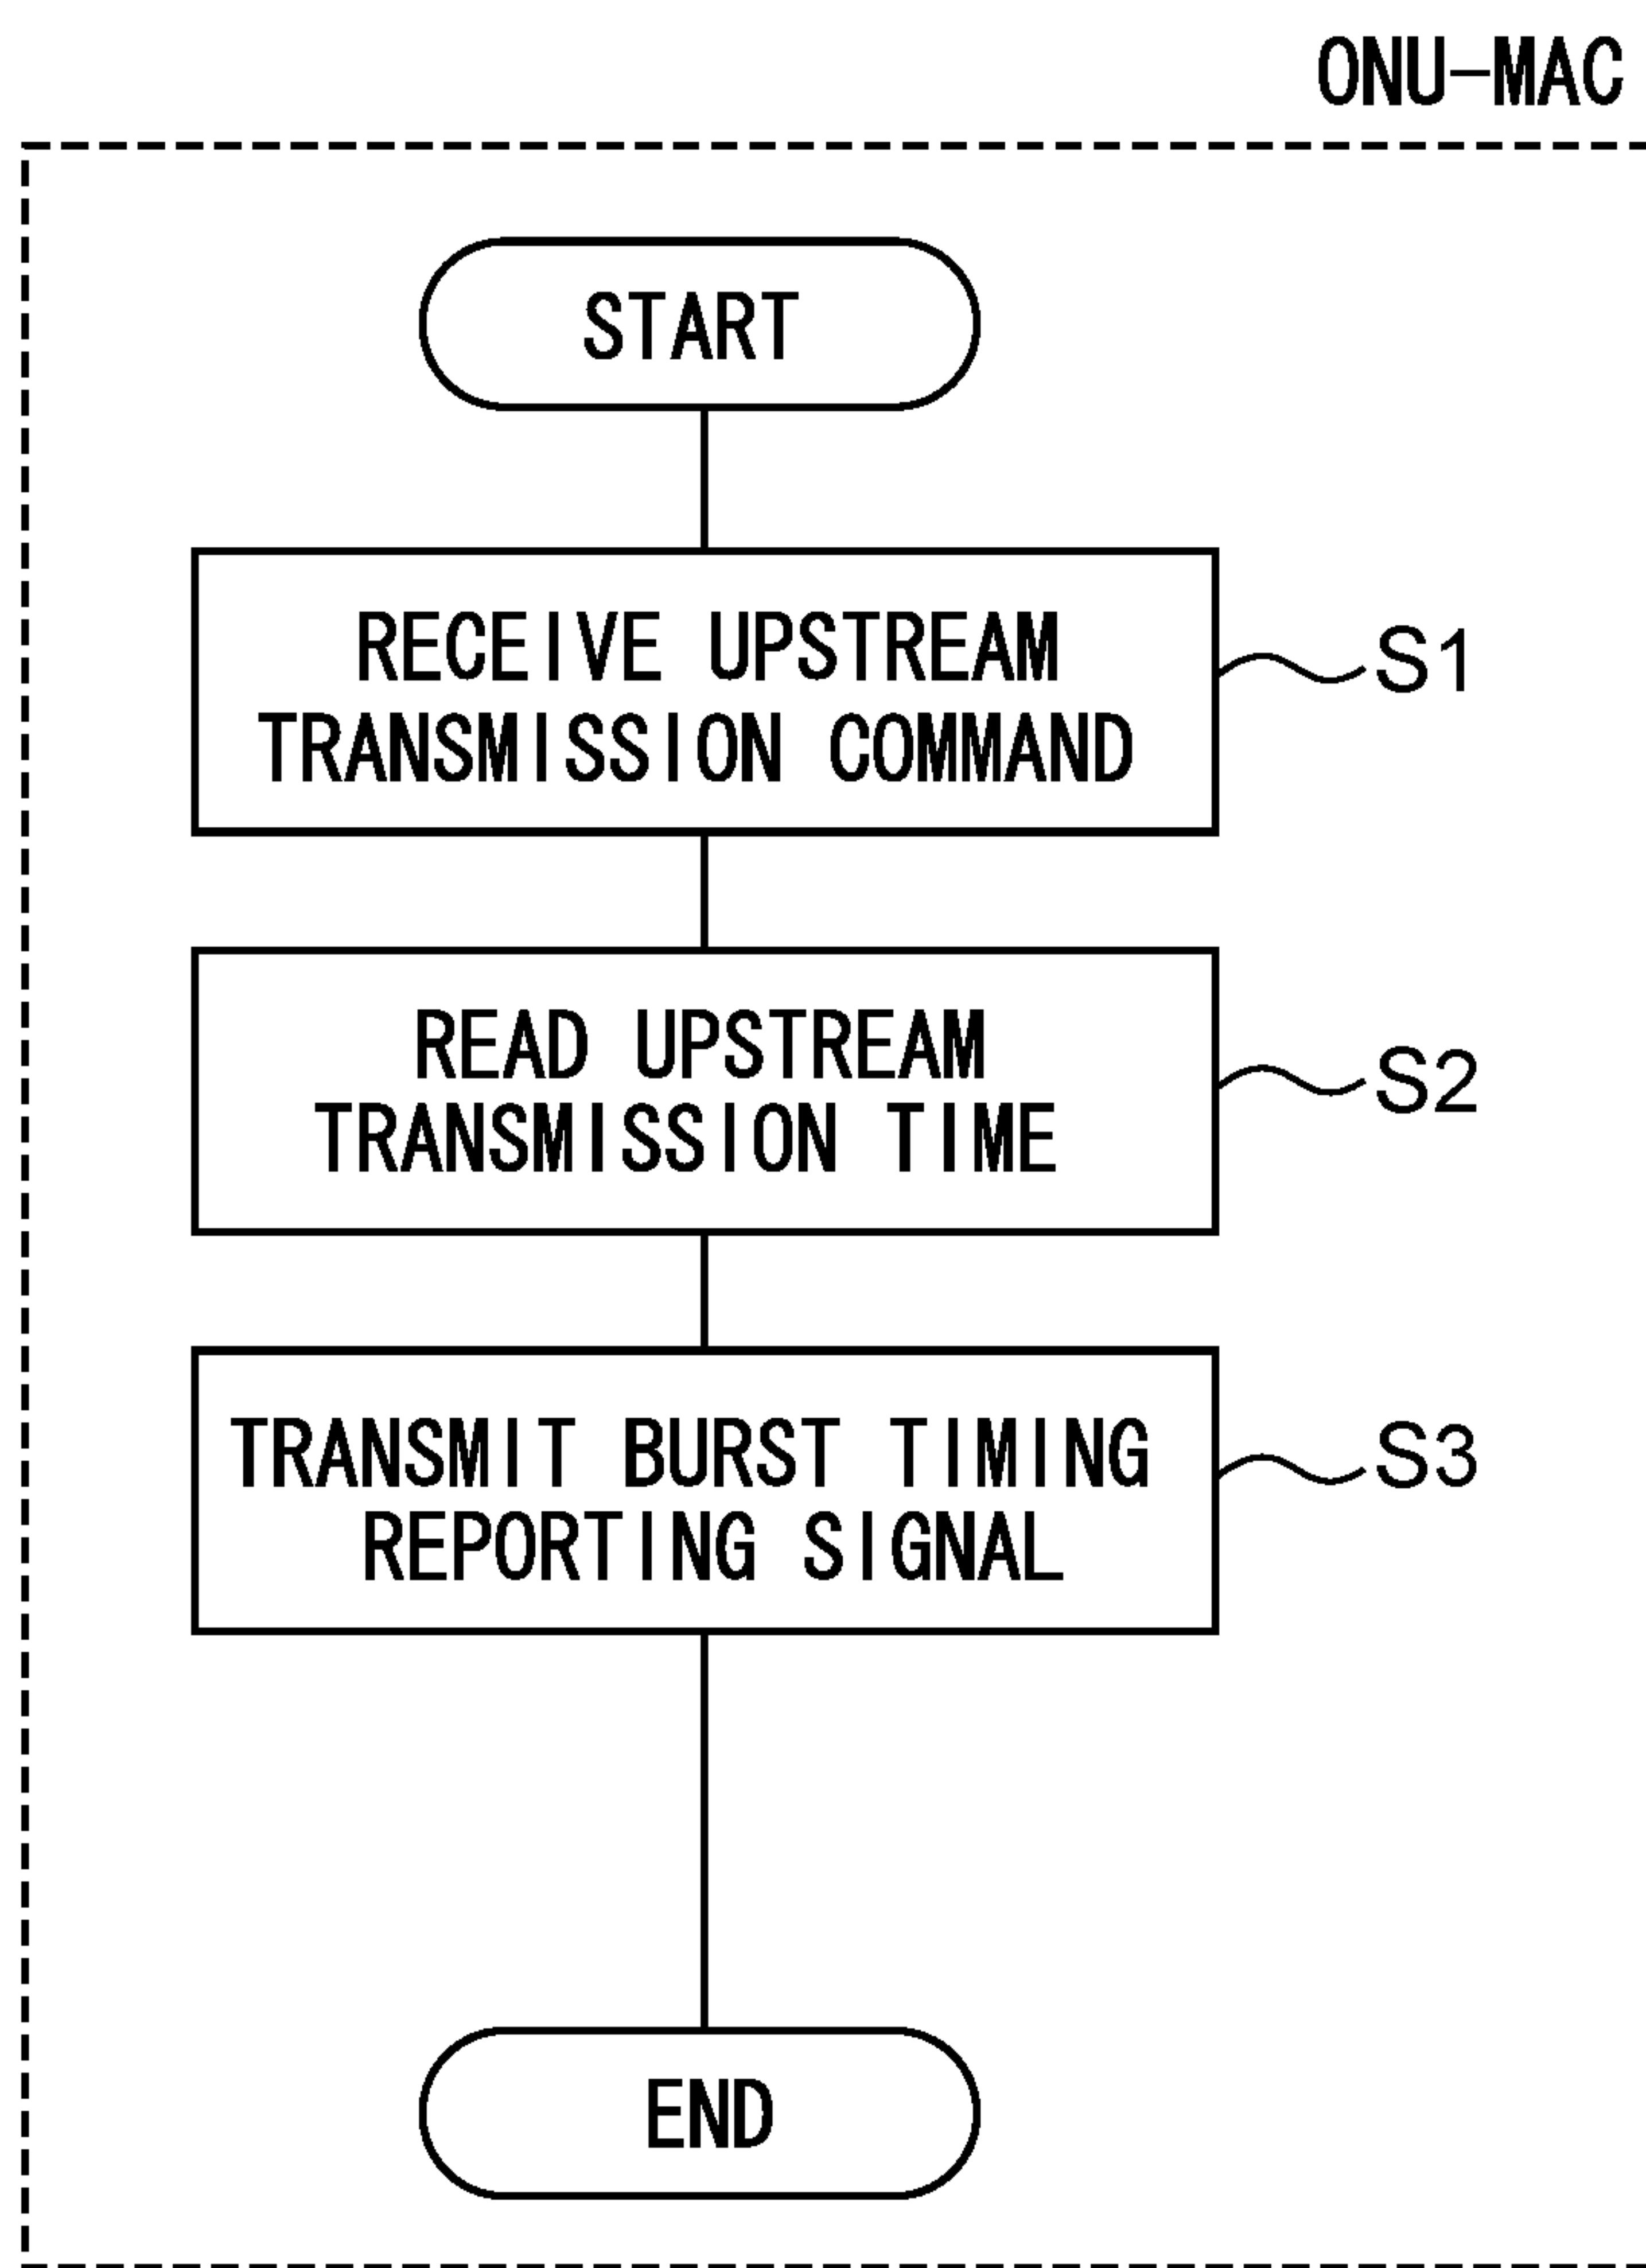 ONU-MAC
START
RECEIVE UPSTREAM
TRANSMISSION COMMAND
S1
READ UPSTREAM
TRANSMISSION TIME
S2
TRANSMIT BURST TIMING
REPORTING SIGNAL
S3
END